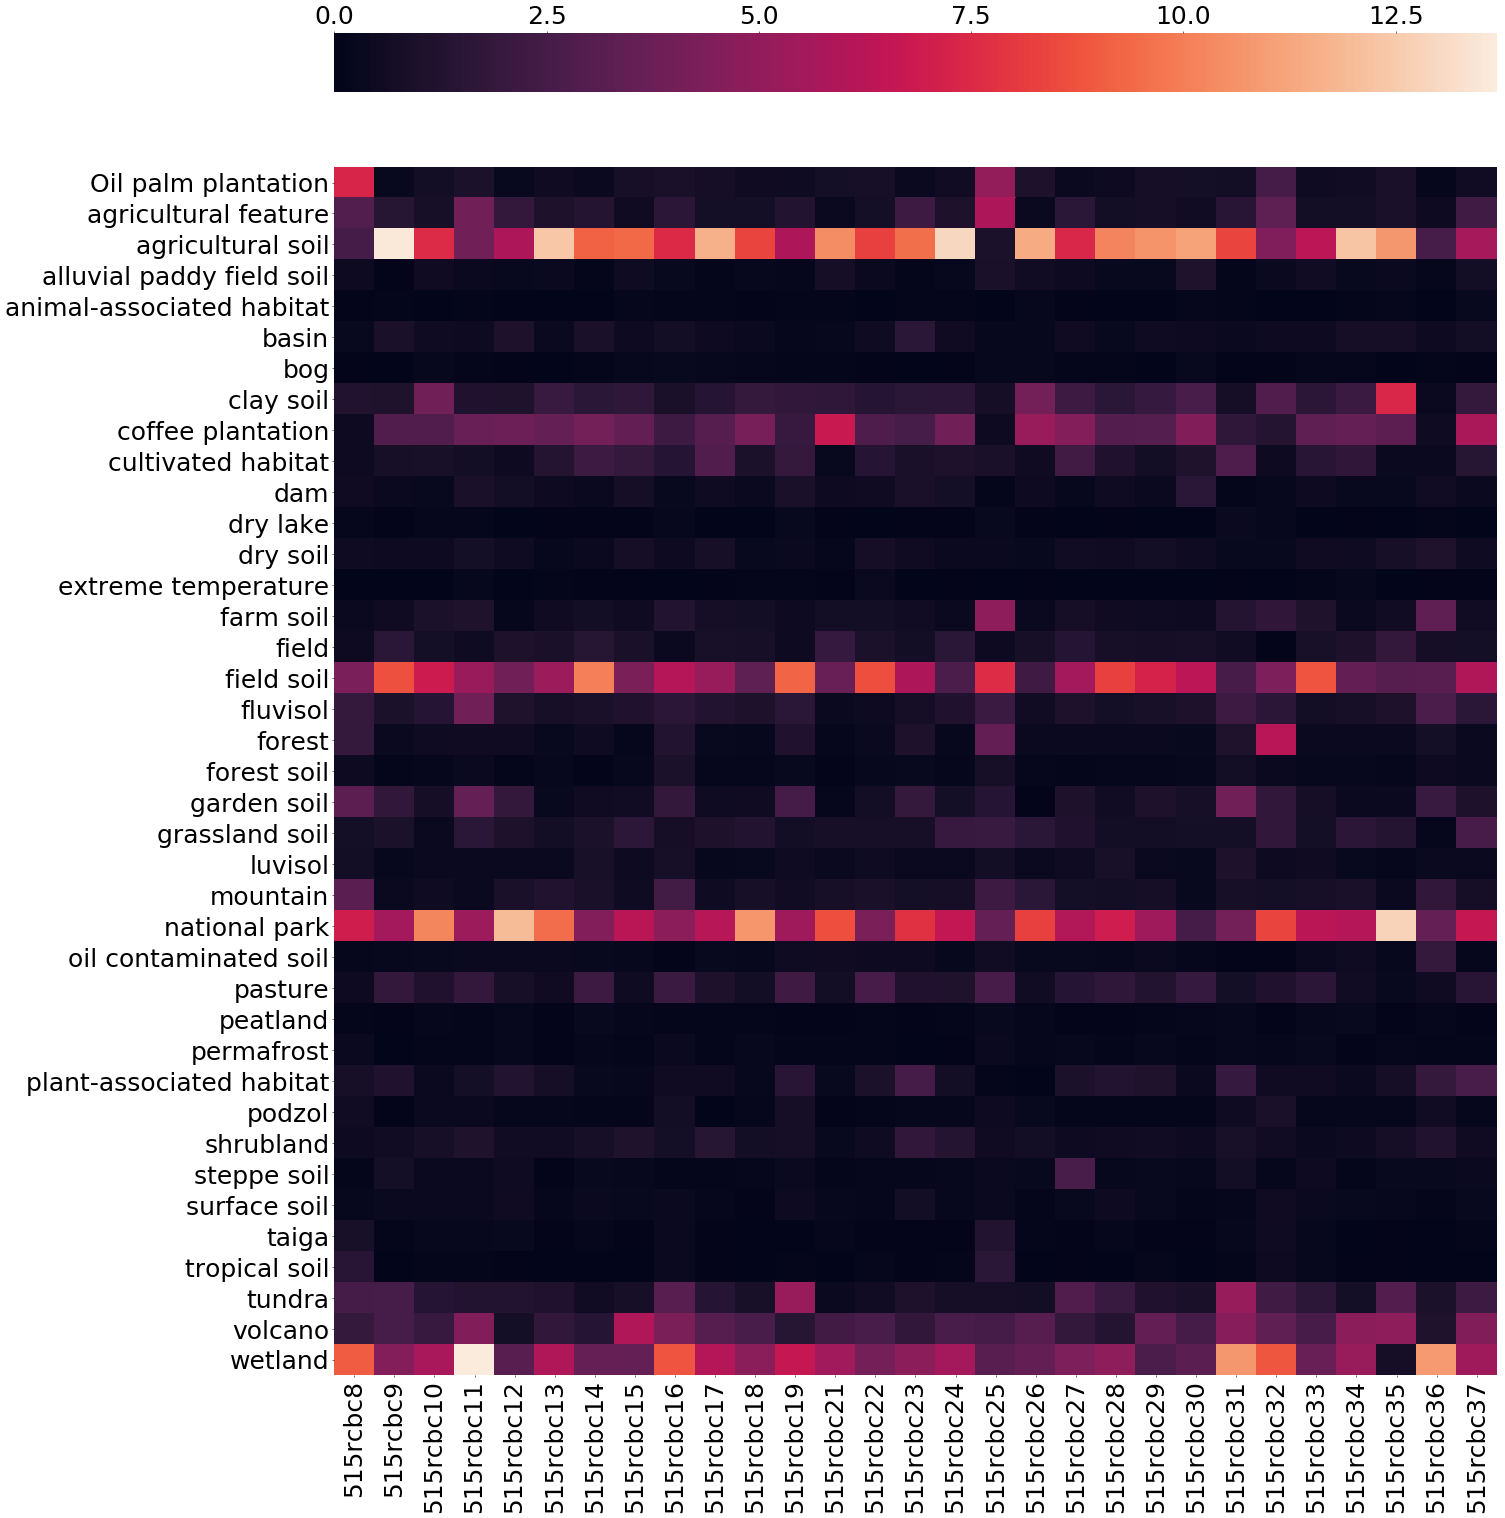 0.0 2.5 5.0 7.5 10.0 12.5
Oil palm plantation
agricultural feature
agricultural soil
alluvial paddy field soil
animal-associated habitat
basin
bog
clay soil
coffee plantation
cultivated habitat
dam
dry lake
dry soil
extreme temperature
farm soil
field
field soil
fluvisol
forest
forest soil
garden soil
grassland soil
luvisol
mountain
national park
oil contaminated soil
pasture
peatland
permafrost
plant-associated habitat
podzol
shrubland
steppe soil
surface soil
taiga
tropical soil
tundra
volcano
wetland
515rcbc8
515rcbc9
515rcbc10
515rcbc11
515rcbc12
515rcbc13
515rcbc14
515rcbc15
515rcbc16
515rcbc17
515rcbc18
515rcbc19
515rcbc21
515rcbc22
515rcbc23
515rcbc24
515rcbc25
515rcbc26
515rcbc27
515rcbc28
515rcbc29
515rcbc30
515rcbc31
515rcbc32
515rcbc33
515rcbc34
515rcbc35
515rcbc36
515rcbc37